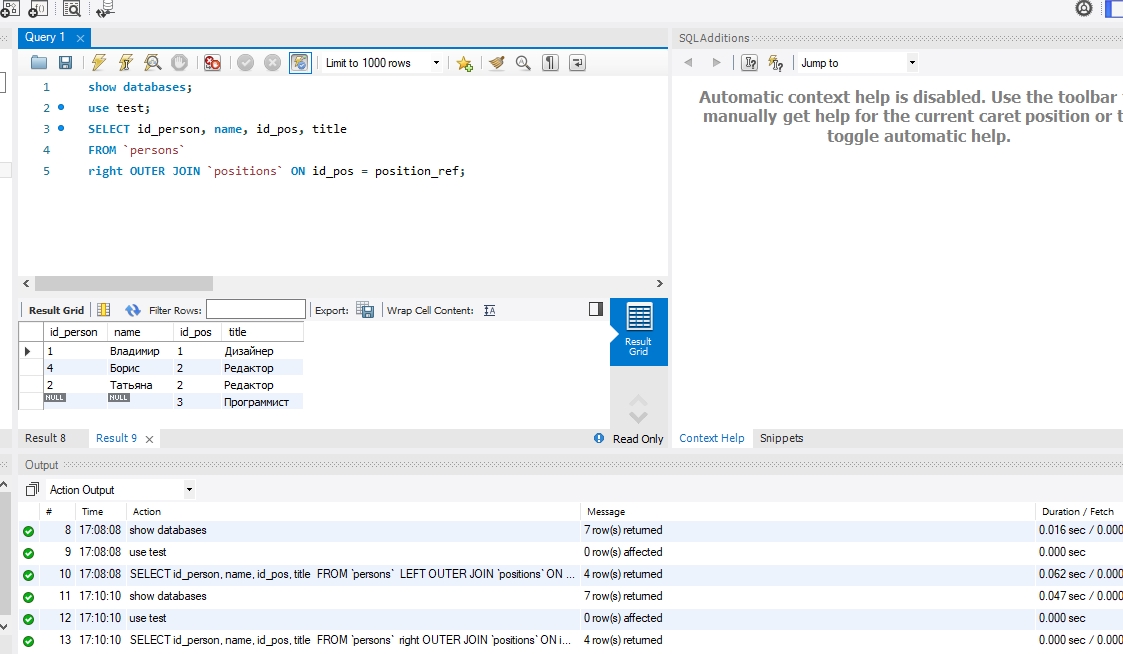 Query 1
SQLAdditions
Limit to 1000 rows
Jump to
1 show databases;
2 use test;
3 SELECT id_person, name, id_pos, title
4 FROM `persons`
5 right OUTER JOIN `positions` ON id_pos = position_ref;
Automatic context help is disabled. Use the toolbar
manually get help for the current caret position or t
toggle automatic help.
Result Grid Filter Rows: Export: Wrap Cell Content:
id_person name id_pos title
1 Владимир 1 Дизайнер
4 Борис 2 Редактор
2 Татьяна 2 Редактор
NULL NULL 3 Программист
Result
Grid
Result 8 Result 9 Read Only
Context Help Snippets
Output
Action Output
# Time Action Message Duration / Fetch
8 17:08:08 show databases 7 row(s) returned 0.016 sec / 0.000
9 17:08:08 use test 0 row(s) affected 0.000 sec
10 17:08:08 SELECT id_person, name, id_pos, title FROM `persons` LEFT OUTER JOIN `positions` ON ... 4 row(s) returned 0.062 sec / 0.000
11 17:10:10 show databases 7 row(s) returned 0.047 sec / 0.000
12 17:10:10 use test 0 row(s) affected 0.000 sec
13 17:10:10 SELECT id_person, name, id_pos, title FROM `persons` right OUTER JOIN `positions` ON i... 4 row(s) returned 0.000 sec / 0.000